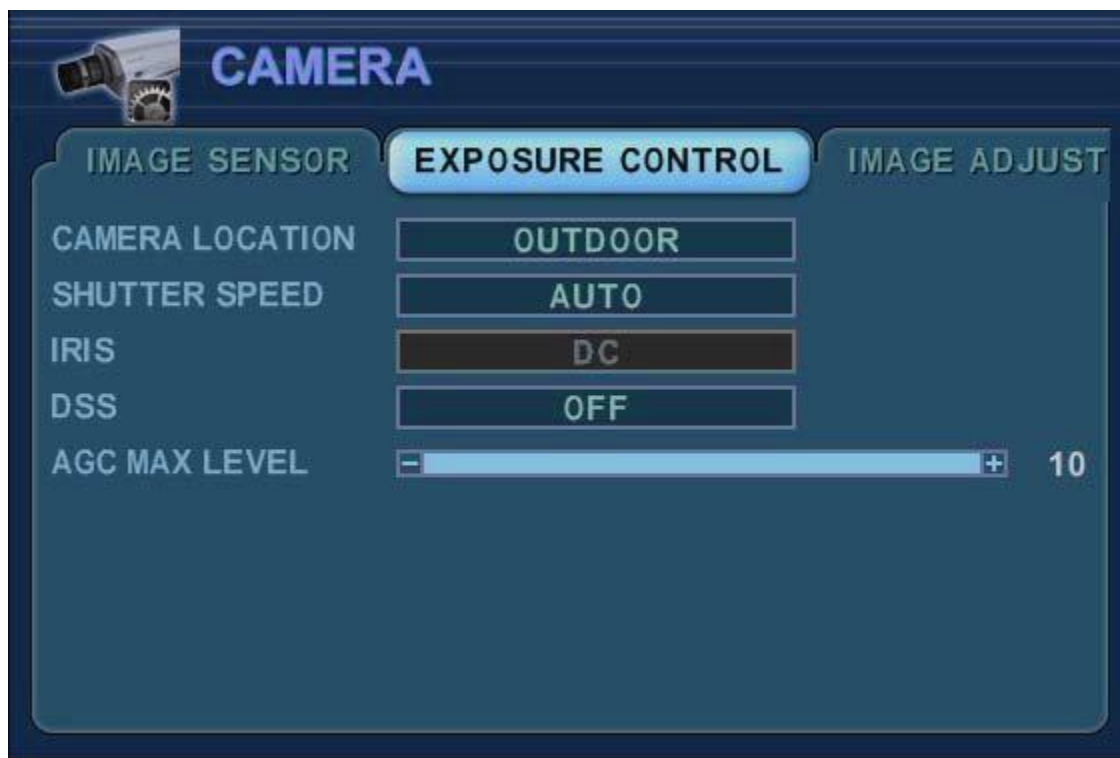 CAMERA
IMAGE SENSOR EXPOSURE CONTROL IMAGE ADJUST
CAMERA LOCATION OUTDOOR
SHUTTER SPEED AUTO
IRIS DC
DSS OFF
AGC MAX LEVEL - + 10